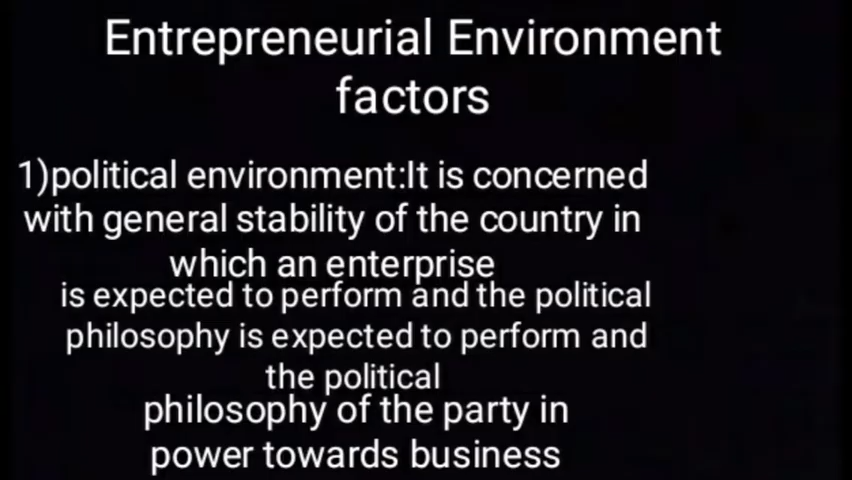 Entrepreneurial Environment
factors
1)political environment:It is concerned
with general stability of the country in
which an enterprise
is expected to perform and the political
philosophy is expected to perform and
the political
philosophy of the party in
power towards business